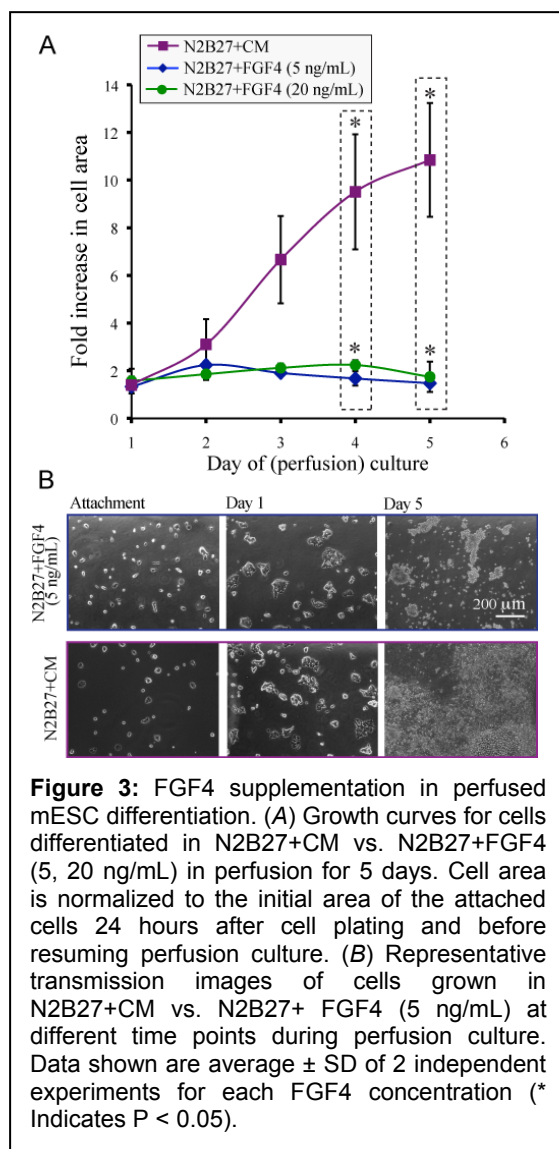 A
N2B27+CM
N2B27+FGF4 (5 ng/mL)
N2B27+FGF4 (20 ng/mL)
14
12
10
8
6
4
2
0
Fold increase in cell area
*
*
*
*
1
2
3
4
5
6
Day of (perfusion) culture
B
Attachment
Day 1
Day 5
N2B27+FGF4
(5 ng/mL)
200 µm
N2B27+CM
Figure 3: FGF4 supplementation in perfused
mESC differentiation. (A) Growth curves for cells
differentiated in N2B27+CM vs. N2B27+FGF4
(5, 20 ng/mL) in perfusion for 5 days. Cell area
is normalized to the initial area of the attached
cells 24 hours after cell plating and before
resuming perfusion culture. (B) Representative
transmission images of cells grown in
N2B27+CM vs. N2B27+ FGF4 (5 ng/mL) at
different time points during perfusion culture.
Data shown are average ± SD of 2 independent
experiments for each FGF4 concentration (*
Indicates P < 0.05).